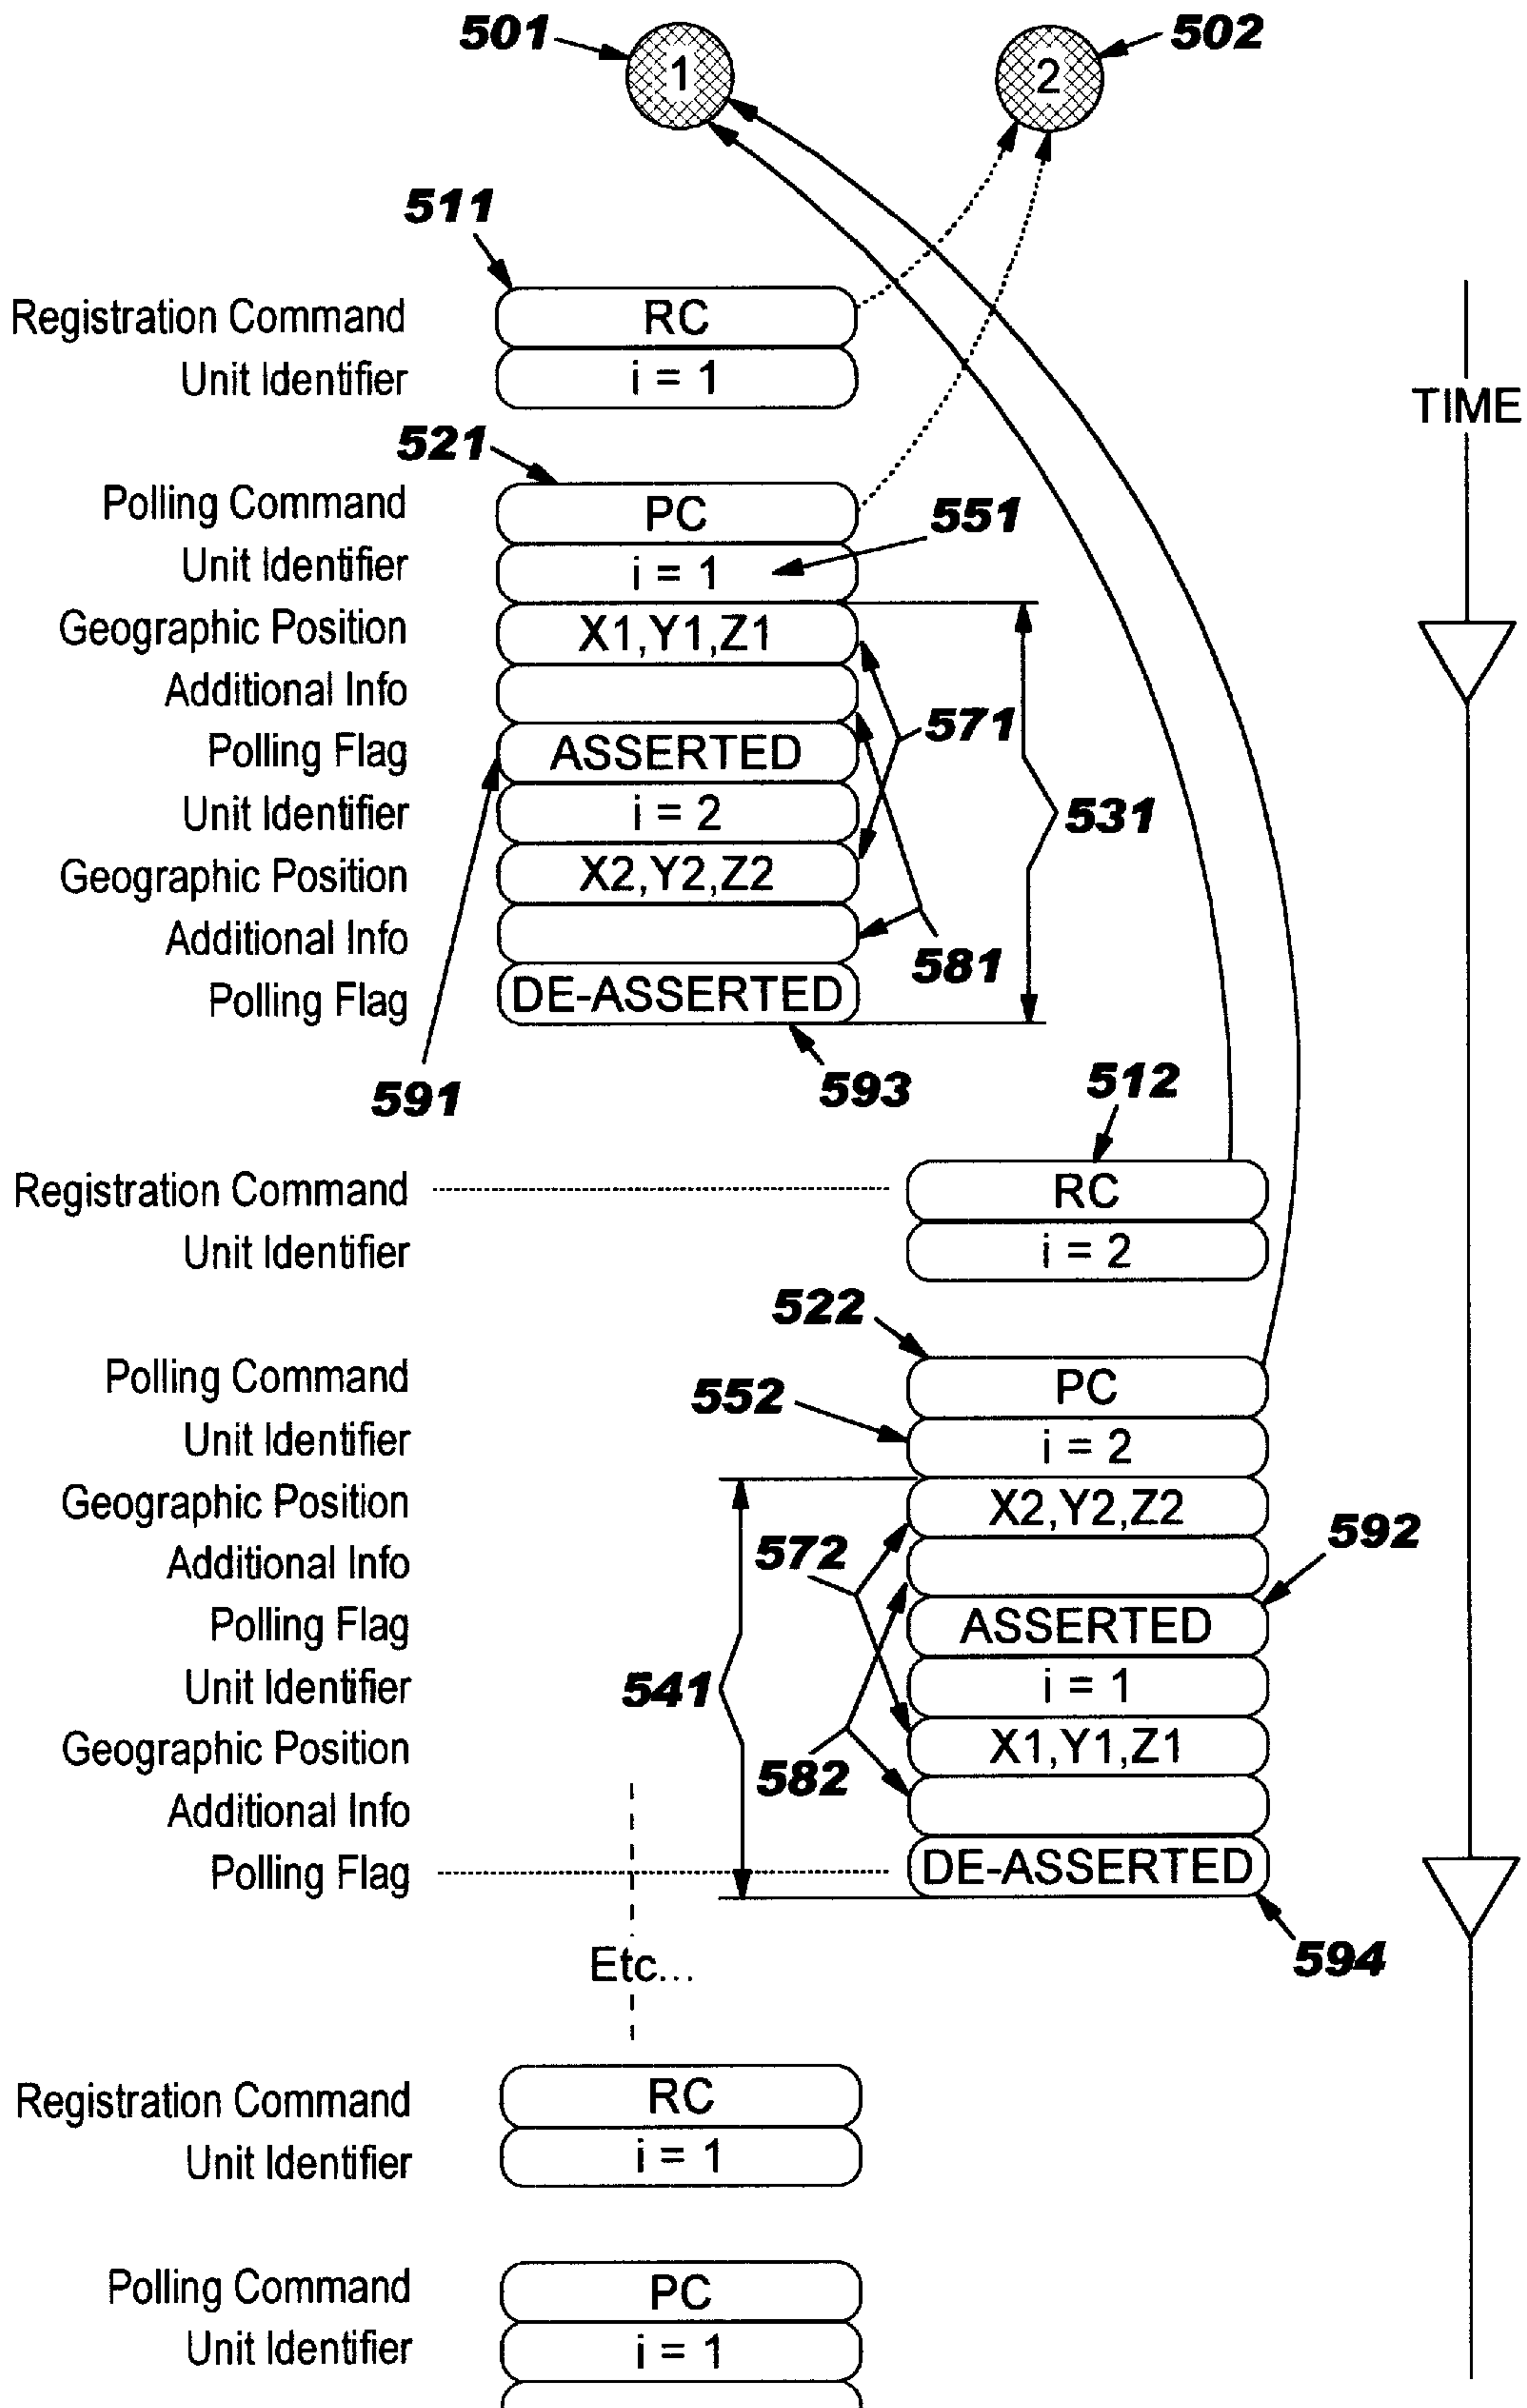 501 1 2 502
511
Registration Command RC
Unit Identifier i = 1
TIME
521
Polling Command PC 551
Unit Identifier i = 1
Geographic Position X1,Y1,Z1
Additional Info 571
Polling Flag ASSERTED
Unit Identifier i = 2 531
Geographic Position X2,Y2,Z2
Additional Info 581
Polling Flag DE-ASSERTED
591 593 512
Registration Command RC
Unit Identifier i = 2
522
Polling Command PC
552
Unit Identifier i = 2
Geographic Position X2,Y2,Z2
572 592
Additional Info
Polling Flag ASSERTED
541 Unit Identifier i = 1
Geographic Position X1,Y1,Z1
582
Additional Info
Polling Flag DE-ASSERTED
Etc... 594
Registration Command RC
Unit Identifier i = 1
Polling Command PC
Unit Identifier i = 1